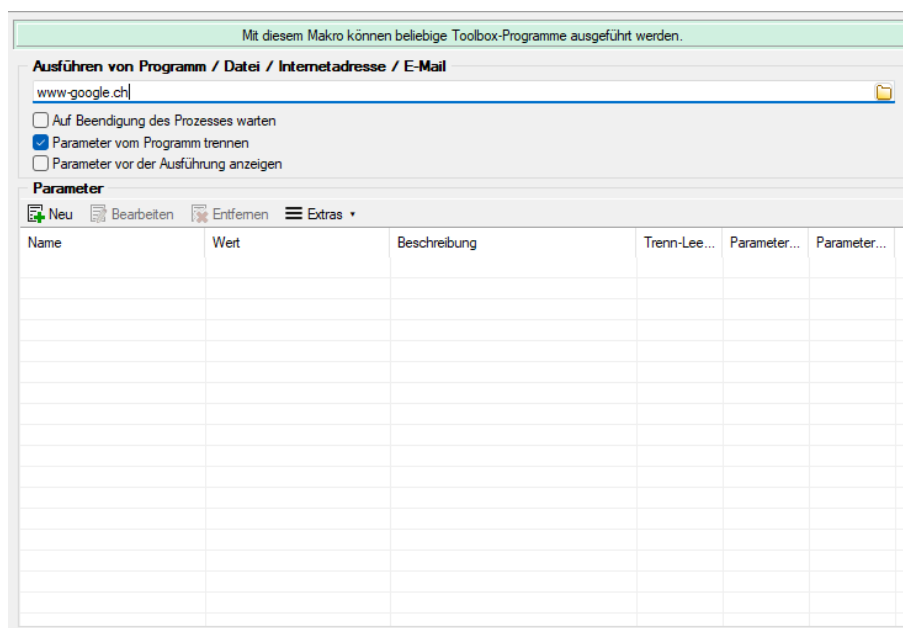 Mit diesem Makro können beliebige Toolbox-Programme ausgeführt werden.
Ausführen von Programm / Datei / Internetadresse / E-Mail
www-google.ch
Auf Beendigung des Prozesses warten
Parameter vom Programm trennen
Parameter vor der Ausführung anzeigen
Parameter
Neu Bearbeiten Entfernen Extras
Name Wert Beschreibung Trenn-Lee... Parameter... Parameter...